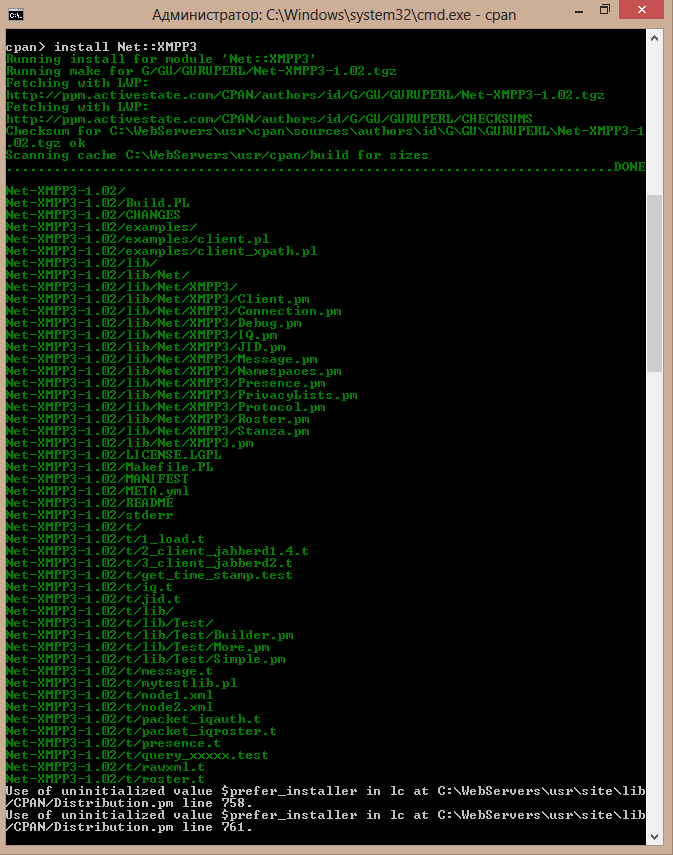 Администратор: C:\Windows\system32\cmd.exe - cpan
cpan> install Net::XMPP3
Running install for module 'Net::XMPP3'
Running make for G/GU/GURUPERL/Net-XMPP3-1.02.tgz
Fetching with LWP:
http://ppm.activestate.com/CPAN/authors/id/G/GU/GURUPERL/Net-XMPP3-1.02.tgz
Fetching with LWP:
http://ppm.activestate.com/CPAN/authors/id/G/GU/GURUPERL/CHECKSUMS
Checksum for C:\WebServers\usr\cpan\sources\authors\id\G\GU\GURUPERL\Net-XMPP3-1
.02.tgz ok
Scanning cache C:\WebServers\usr/cpan/build for sizes
............................................................................DONE
Net-XMPP3-1.02/
Net-XMPP3-1.02/Build.PL
Net-XMPP3-1.02/CHANGES
Net-XMPP3-1.02/examples/
Net-XMPP3-1.02/examples/client.pl
Net-XMPP3-1.02/examples/client_xpath.pl
Net-XMPP3-1.02/lib/
Net-XMPP3-1.02/lib/Net/
Net-XMPP3-1.02/lib/Net/XMPP3/
Net-XMPP3-1.02/lib/Net/XMPP3/Client.pm
Net-XMPP3-1.02/lib/Net/XMPP3/Connection.pm
Net-XMPP3-1.02/lib/Net/XMPP3/Debug.pm
Net-XMPP3-1.02/lib/Net/XMPP3/IQ.pm
Net-XMPP3-1.02/lib/Net/XMPP3/JID.pm
Net-XMPP3-1.02/lib/Net/XMPP3/Message.pm
Net-XMPP3-1.02/lib/Net/XMPP3/Namespaces.pm
Net-XMPP3-1.02/lib/Net/XMPP3/Presence.pm
Net-XMPP3-1.02/lib/Net/XMPP3/PrivacyLists.pm
Net-XMPP3-1.02/lib/Net/XMPP3/Protocol.pm
Net-XMPP3-1.02/lib/Net/XMPP3/Roster.pm
Net-XMPP3-1.02/lib/Net/XMPP3/Stanza.pm
Net-XMPP3-1.02/lib/Net/XMPP3.pm
Net-XMPP3-1.02/LICENSE.LGPL
Net-XMPP3-1.02/Makefile.PL
Net-XMPP3-1.02/MANIFEST
Net-XMPP3-1.02/META.yml
Net-XMPP3-1.02/README
Net-XMPP3-1.02/stderr
Net-XMPP3-1.02/t/
Net-XMPP3-1.02/t/1_load.t
Net-XMPP3-1.02/t/2_client_jabberd1.4.t
Net-XMPP3-1.02/t/3_client_jabberd2.t
Net-XMPP3-1.02/t/get_time_stamp.test
Net-XMPP3-1.02/t/iq.t
Net-XMPP3-1.02/t/jid.t
Net-XMPP3-1.02/t/lib/
Net-XMPP3-1.02/t/lib/Test/
Net-XMPP3-1.02/t/lib/Test/Builder.pm
Net-XMPP3-1.02/t/lib/Test/More.pm
Net-XMPP3-1.02/t/lib/Test/Simple.pm
Net-XMPP3-1.02/t/message.t
Net-XMPP3-1.02/t/mytestlib.pl
Net-XMPP3-1.02/t/node1.xml
Net-XMPP3-1.02/t/node2.xml
Net-XMPP3-1.02/t/packet_iqauth.t
Net-XMPP3-1.02/t/packet_iqroster.t
Net-XMPP3-1.02/t/presence.t
Net-XMPP3-1.02/t/query_xxxxx.test
Net-XMPP3-1.02/t/rawxml.t
Net-XMPP3-1.02/t/roster.t
Use of uninitialized value $prefer_installer in lc at C:\WebServers\usr\site\lib
/CPAN/Distribution.pm line 758.
Use of uninitialized value $prefer_installer in lc at C:\WebServers\usr\site\lib
/CPAN/Distribution.pm line 761.